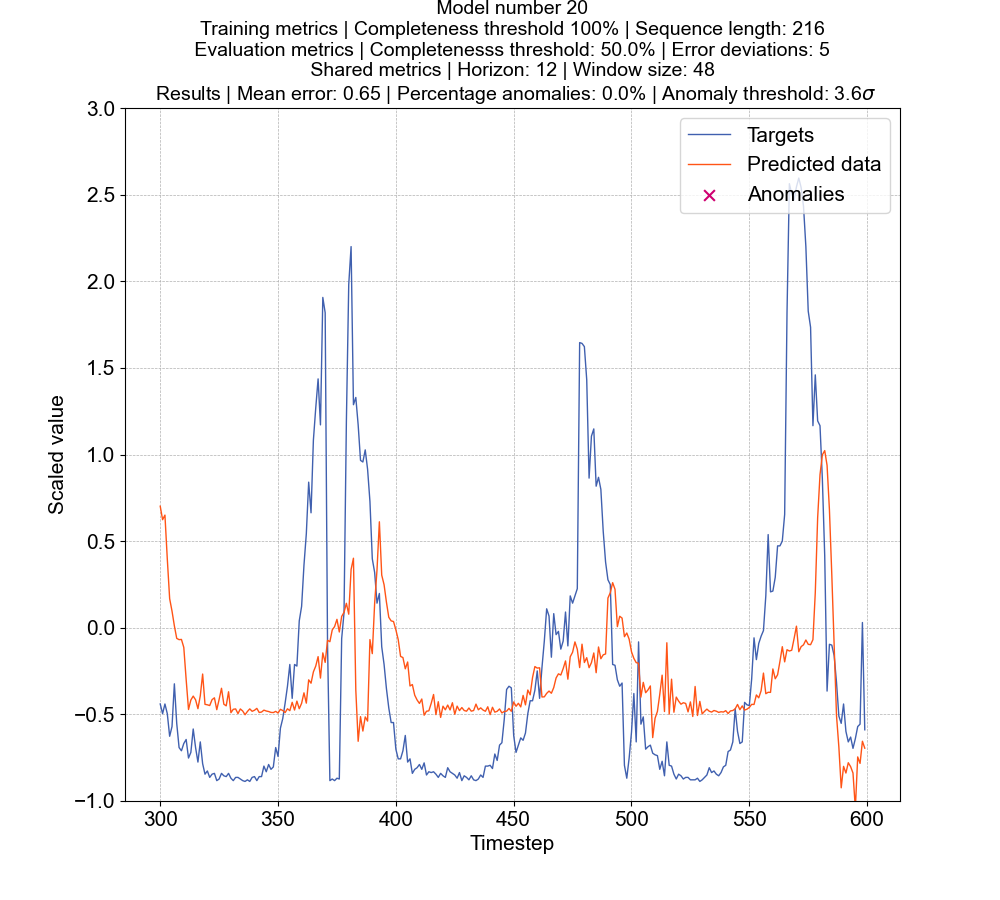 Model number 20
Training metrics | Completeness threshold 100% | Sequence length: 216
Evaluation metrics | Completenesss threshold: 50.0% | Error deviations: 5
Shared metrics | Horizon: 12 | Window size: 48
Results | Mean error: 0.65 | Percentage anomalies: 0.0% | Anomaly threshold: 3.6σ
Targets
Predicted data
Anomalies
Scaled value
3.0
2.5
2.0
1.5
1.0
0.5
0.0
−0.5
−1.0
300 350 400 450 500 550 600
Timestep